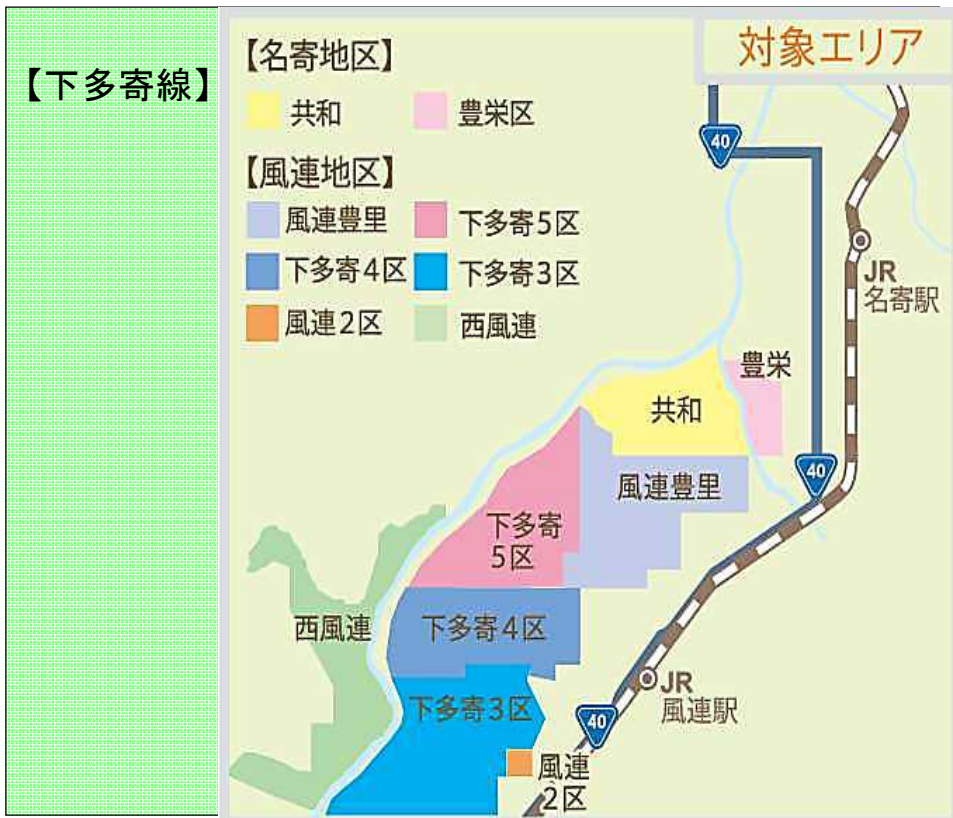 【下多寄線】
対象エリア
【名寄地区】
共和 豊栄区
【風連地区】
風連豊里 下多寄5区
下多寄4区 下多寄3区
風連2区 西風連
40
JR
名寄駅
豊栄
共和
40
風連豊里
下多寄
5区
西風連
下多寄4区
JR
風連駅
下多寄3区
40
風連
2区